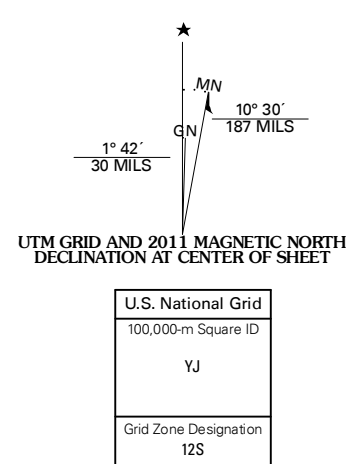 MN
10° 30´
187 MILS
GN
1° 42´
30 MILS
UTM GRID AND 2011 MAGNETIC NORTH
DECLINATION AT CENTER OF SHEET
U.S. National Grid
100,000-m Square ID
YJ
Grid Zone Designation
12S